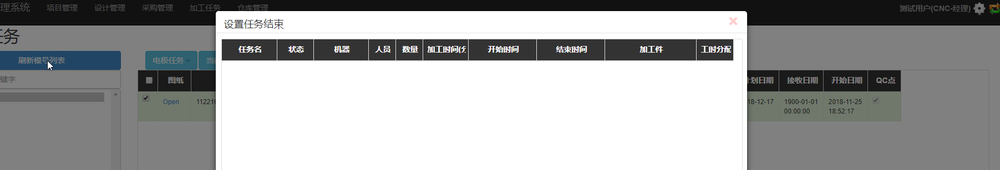 理系统 项目管理 设计管理 采购管理 加工任务 仓库管理 测试用户(CNC-经理)
任务
设置任务结束
刷新模号列表 电极任务 当
键字
任务名 状态 机器 人员 数量 加工时间(分 开始时间 结束时间 加工件 工时分配
图纸 计划日期 接收日期 开始日期 QC点
Open 11221 18-12-17 1900-01-01 2018-11-25
00:00:00 18:52:17